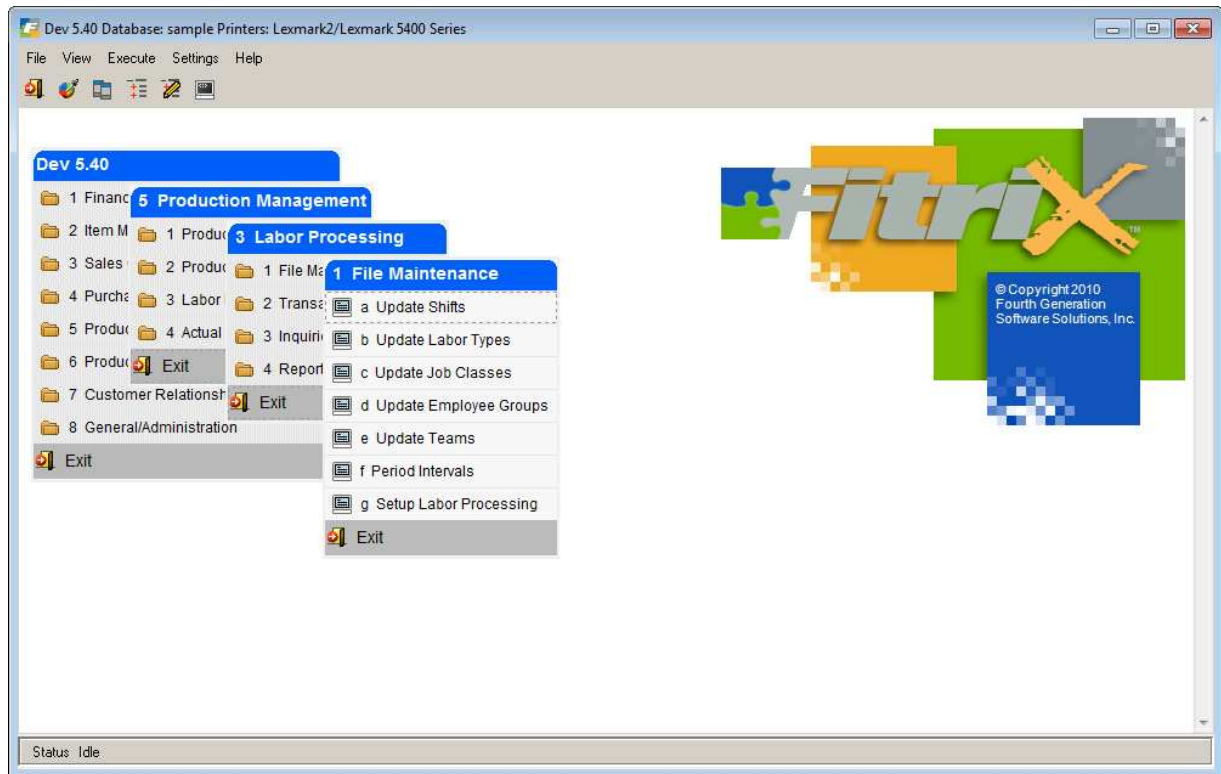 Dev 5.40 Database: sample Printers: Lexmark2/Lexmark 5400 Series
File View Execute Settings Help
Dev 5.40
1 Financ
2 Item M
3 Sales
4 Purcha
5 Produc
6 Produc
7 Customer Relationsh
8 General/Administration
Exit
5 Production Management
1 Produc
2 Produc
3 Labor
4 Actual
Exit
3 Labor Processing
1 File Ma
2 Transa
3 Inquiri
4 Report
Exit
1 File Maintenance
a Update Shifts
b Update Labor Types
c Update Job Classes
d Update Employee Groups
e Update Teams
f Period Intervals
g Setup Labor Processing
Exit
Fitrix
TM
© Copyright 2010
Fourth Generation
Software Solutions, Inc.
Status Idle